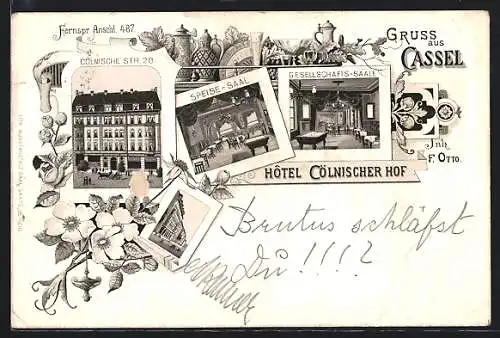 Fernspr. Anschl. 487.
GRUSS aus
CASSEL
CÖLNISCHE STR. 20
SPEISE-SAAL
GESELLSCHAFTS-SAAL
Inh.
F. OTTO.
HÔTEL CÖLNISCHER HOF
Brutus schläfst
Du!!!?